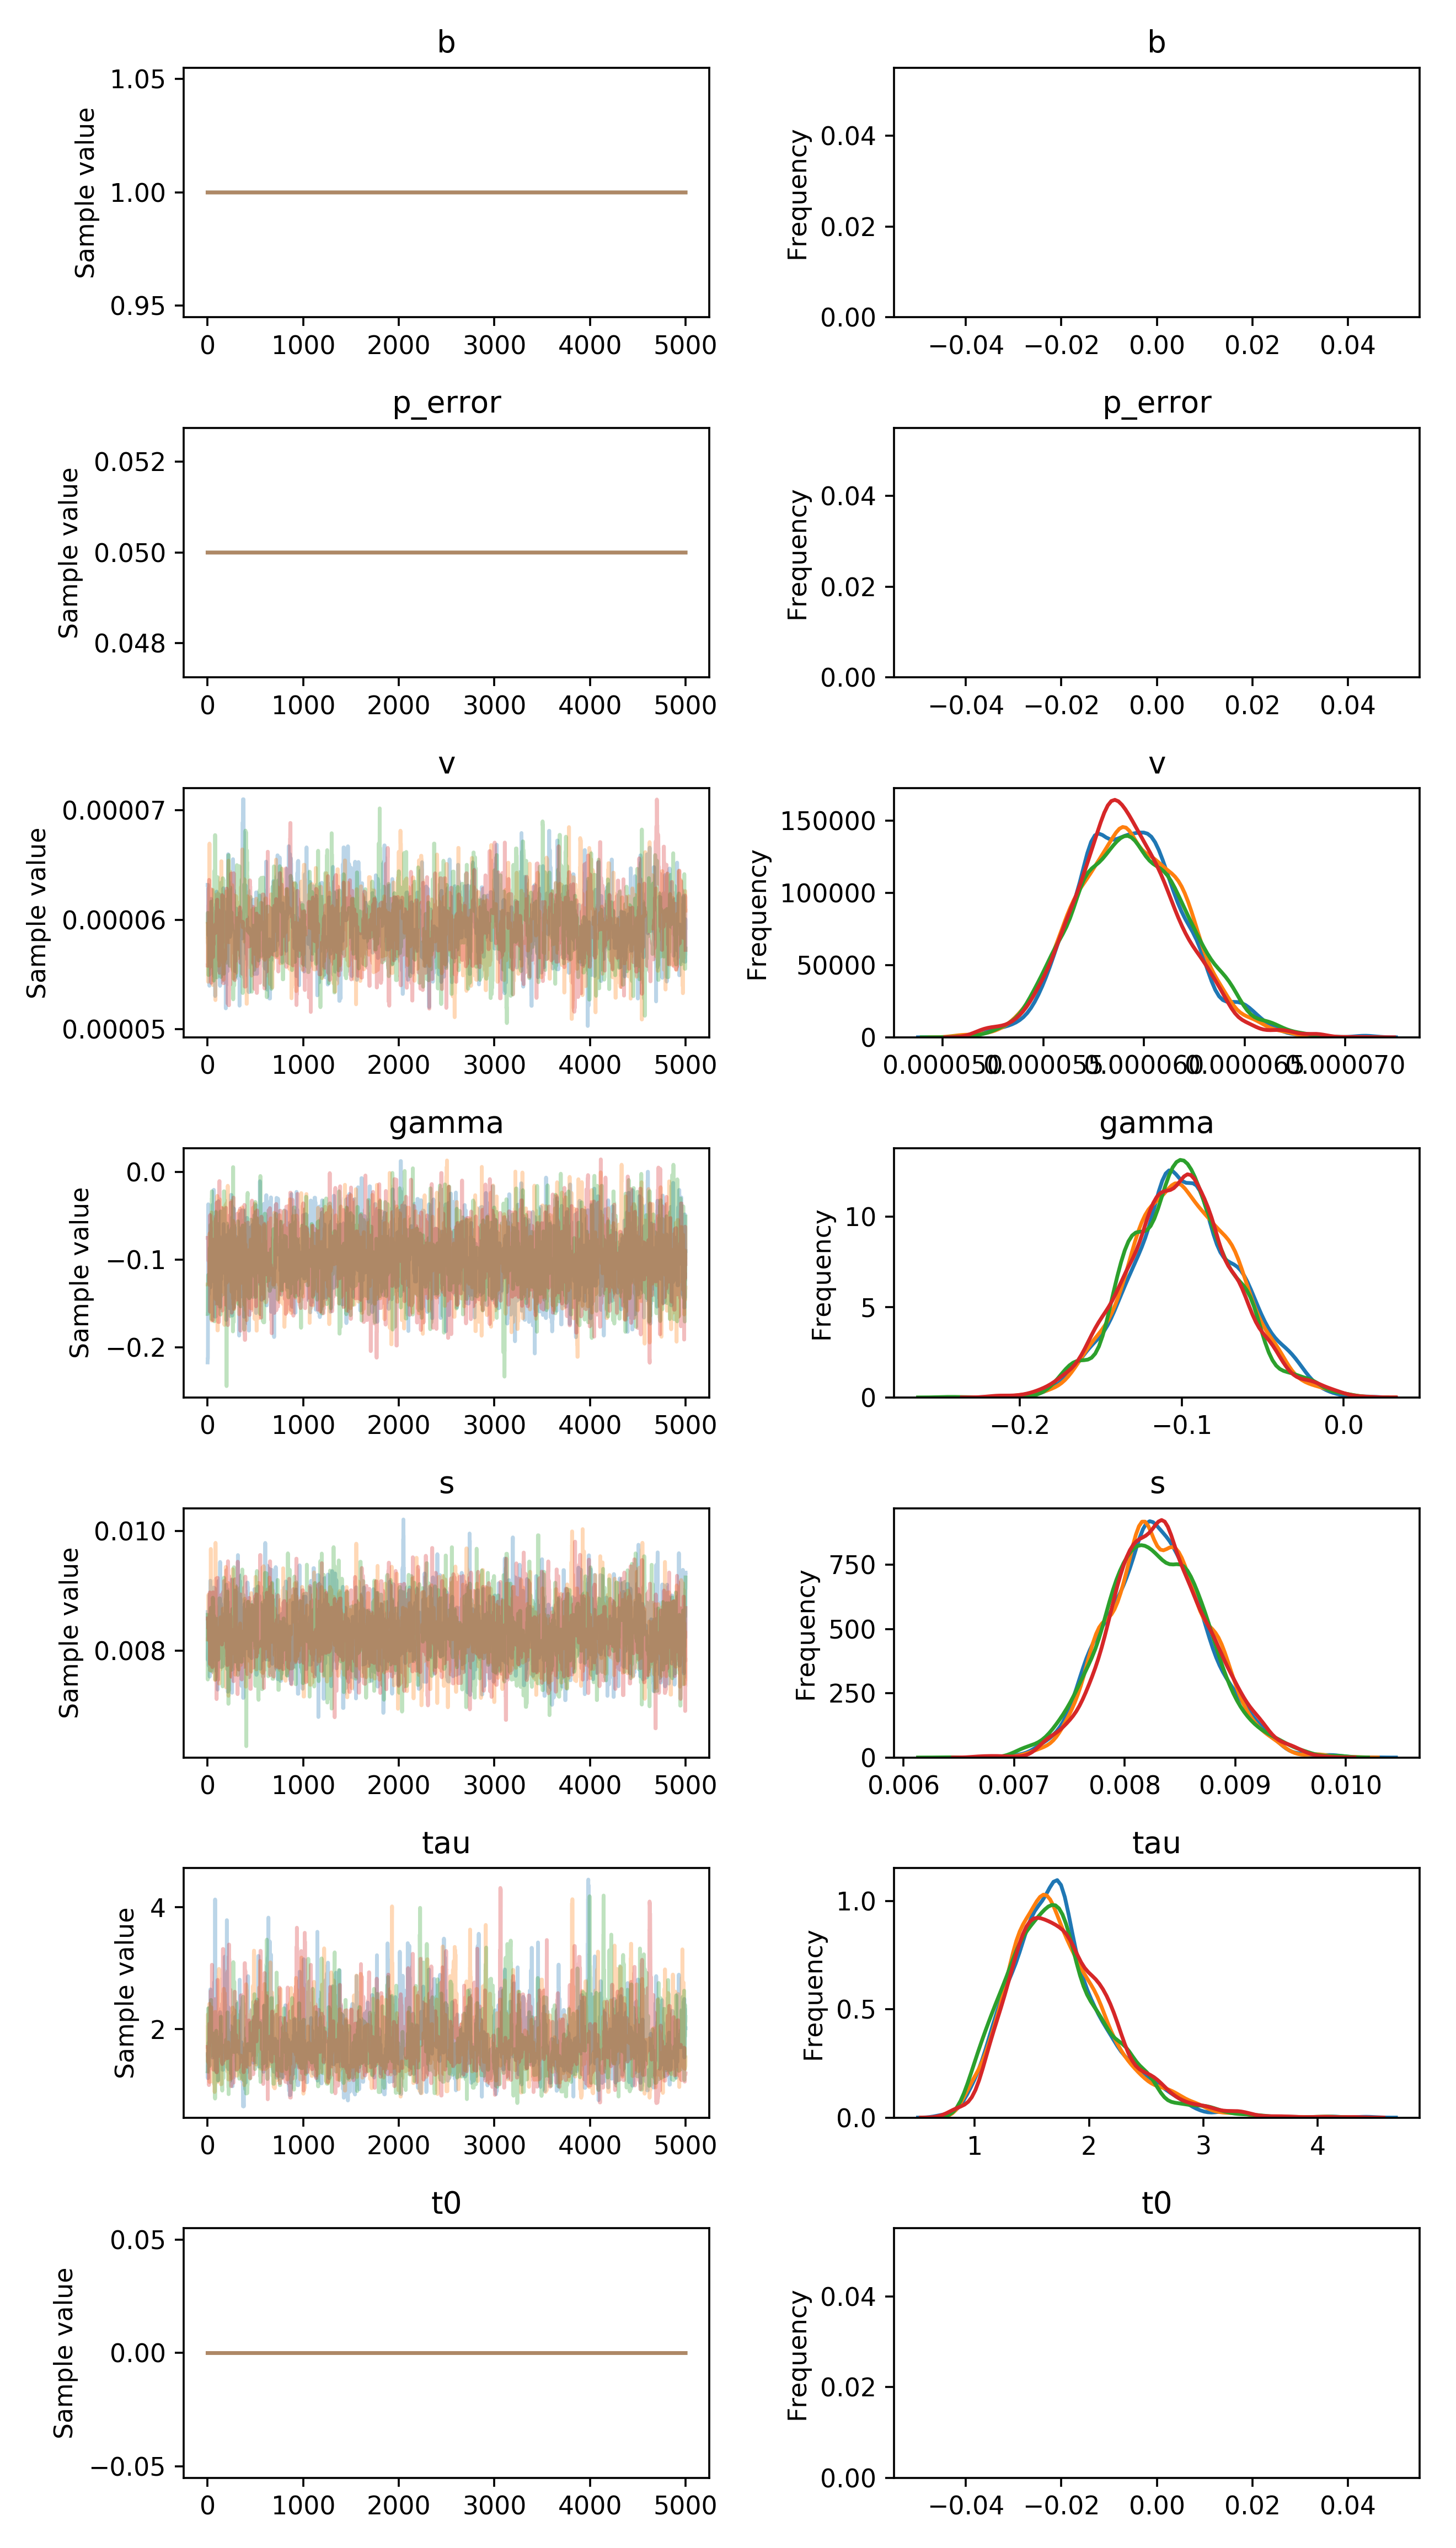 b
b
Sample value
1.05
1.00
0.95
0 1000 2000 3000 4000 5000
Frequency
0.04
0.02
0.00
−0.04 −0.02 0.00 0.02 0.04
p_error
p_error
Sample value
0.052
0.050
0.048
0 1000 2000 3000 4000 5000
Frequency
0.04
0.02
0.00
−0.04 −0.02 0.00 0.02 0.04
v
v
Sample value
0.00007
0.00006
0.00005
0 1000 2000 3000 4000 5000
Frequency
150000
100000
50000
0
0.000050 0.000055 0.000060 0.000065 0.000070
gamma
gamma
Sample value
0.0
−0.1
−0.2
0 1000 2000 3000 4000 5000
Frequency
10
5
0
−0.2 −0.1 0.0
s
s
Sample value
0.010
0.008
0 1000 2000 3000 4000 5000
Frequency
750
500
250
0
0.006 0.007 0.008 0.009 0.010
tau
tau
Sample value
4
2
0 1000 2000 3000 4000 5000
Frequency
1.0
0.5
0.0
1 2 3 4
t0
t0
Sample value
0.05
0.00
−0.05
0 1000 2000 3000 4000 5000
Frequency
0.04
0.02
0.00
−0.04 −0.02 0.00 0.02 0.04